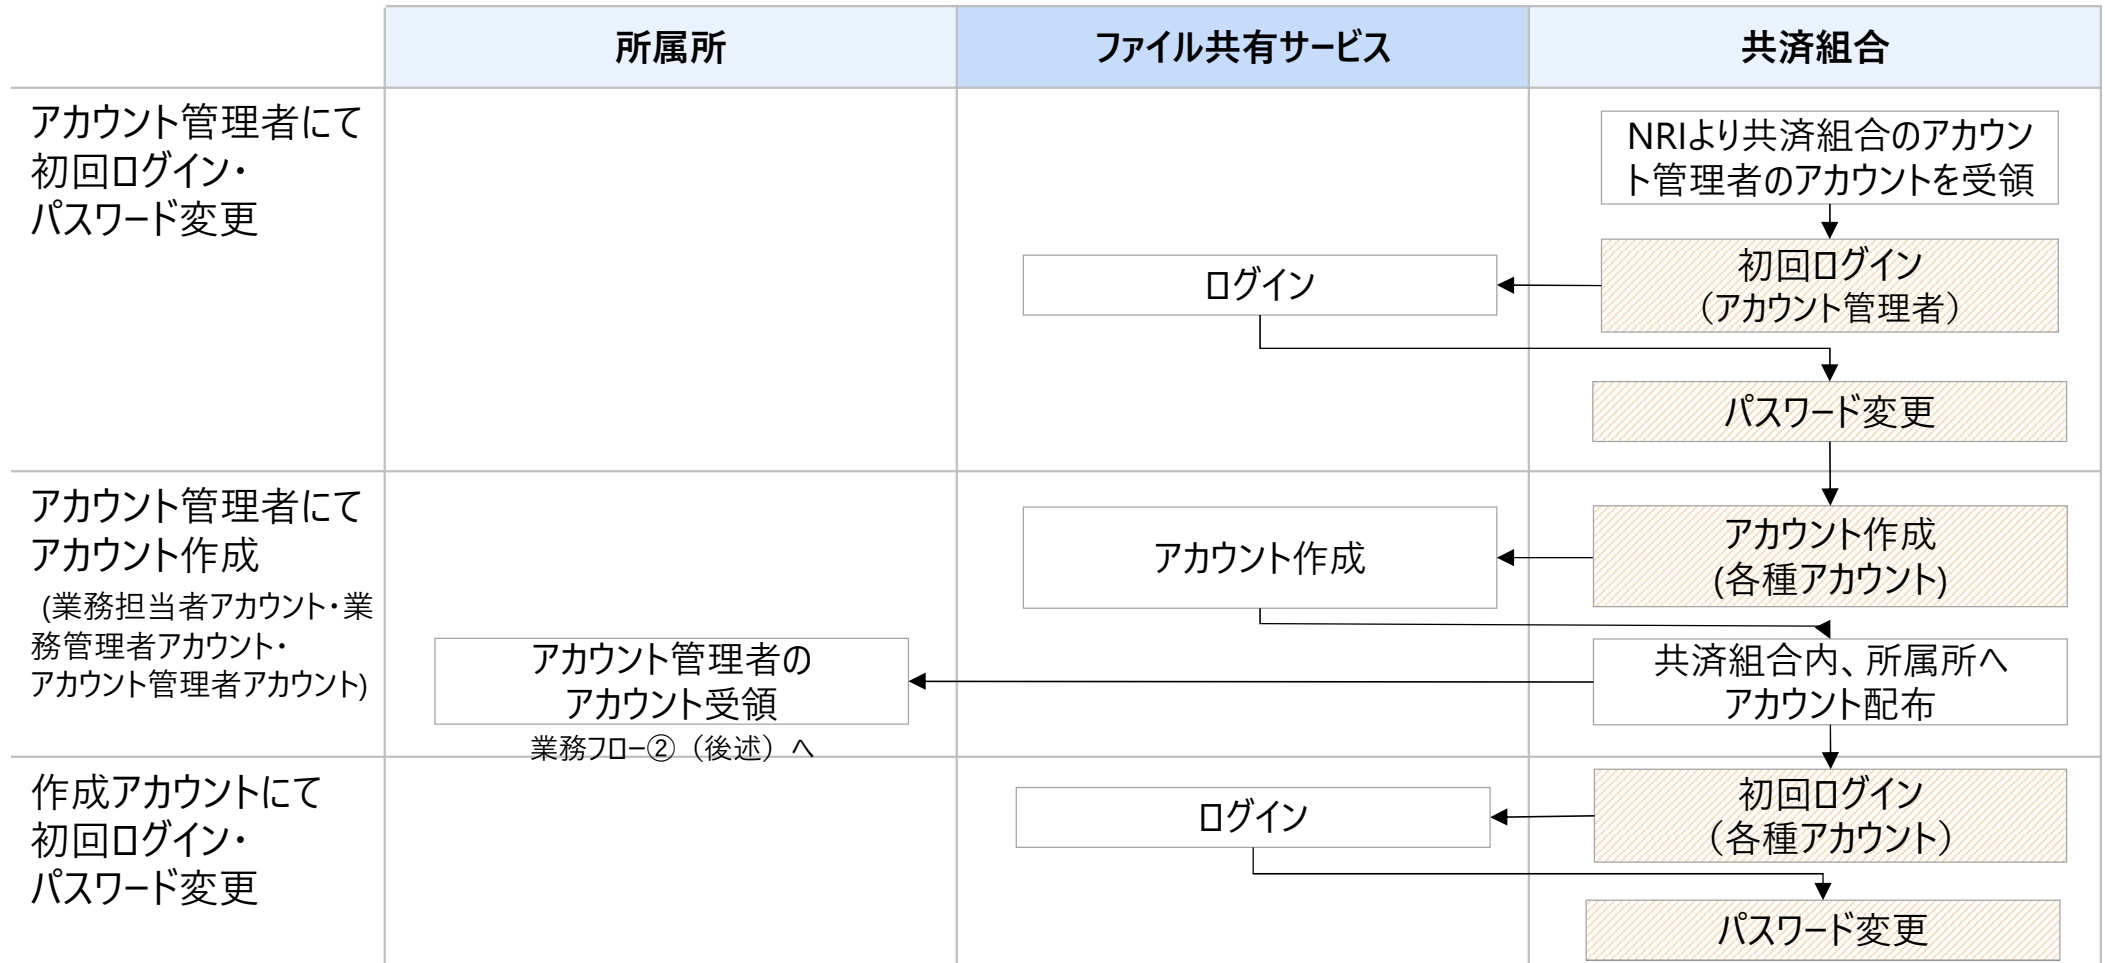 所属所
ファイル共有サービス
共済組合
アカウント管理者にて
初回ログイン・
パスワード変更
NRIより共済組合のアカウン
ト管理者のアカウントを受領
初回ログイン
（アカウント管理者）
ログイン
パスワード変更
アカウント管理者にて
アカウント作成
(業務担当者アカウント・業
務管理者アカウント・
アカウント管理者アカウント)
アカウント作成
(各種アカウント)
アカウント作成
共済組合内、所属所へ
アカウント配布
アカウント管理者の
アカウント受領
業務フロー②（後述）へ
作成アカウントにて
初回ログイン・
パスワード変更
初回ログイン
（各種アカウント）
ログイン
パスワード変更